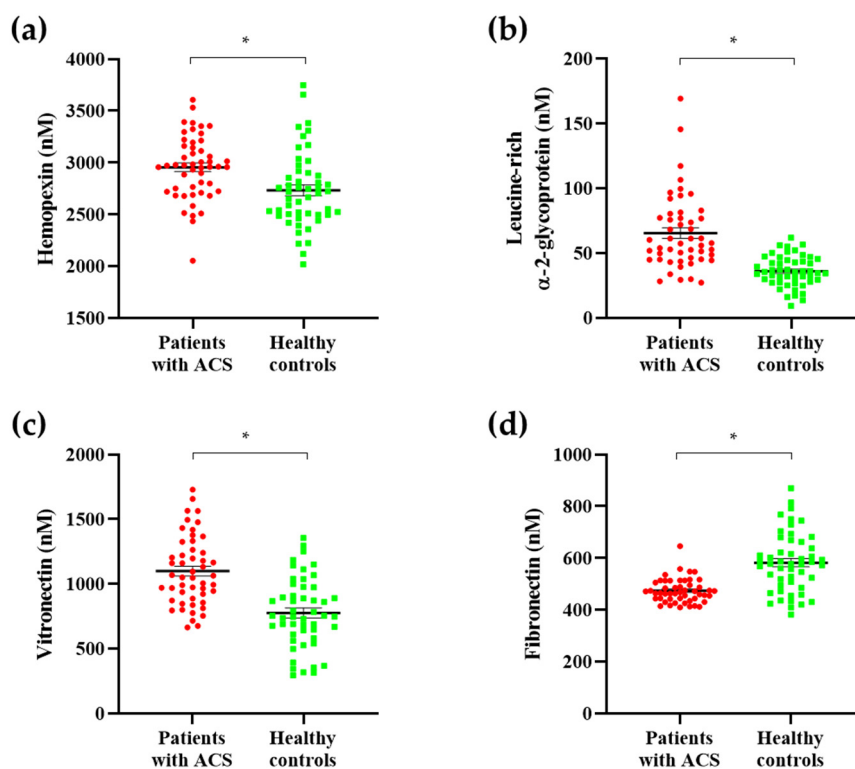 (a)
*
Hemopexin (nM)
4000
3500
3000
2500
2000
1500
Patients
with ACS
Healthy
controls
(b)
*
Leucine-rich
α-2-glycoprotein (nM)
200
150
100
50
0
Patients
with ACS
Healthy
controls
(c)
*
Vitronectin (nM)
2000
1500
1000
500
0
Patients
with ACS
Healthy
controls
(d)
*
Fibronectin (nM)
1000
800
600
400
200
0
Patients
with ACS
Healthy
controls